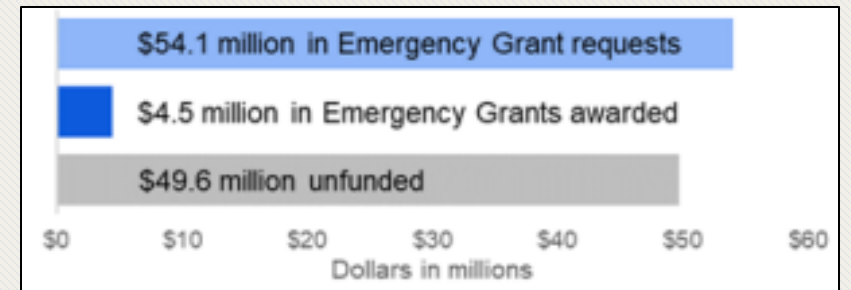 $54.1 million in Emergency Grant requests
$4.5 million in Emergency Grants awarded
$49.6 million unfunded
$0 $10 $20 $30 $40 $50 $60
Dollars in millions